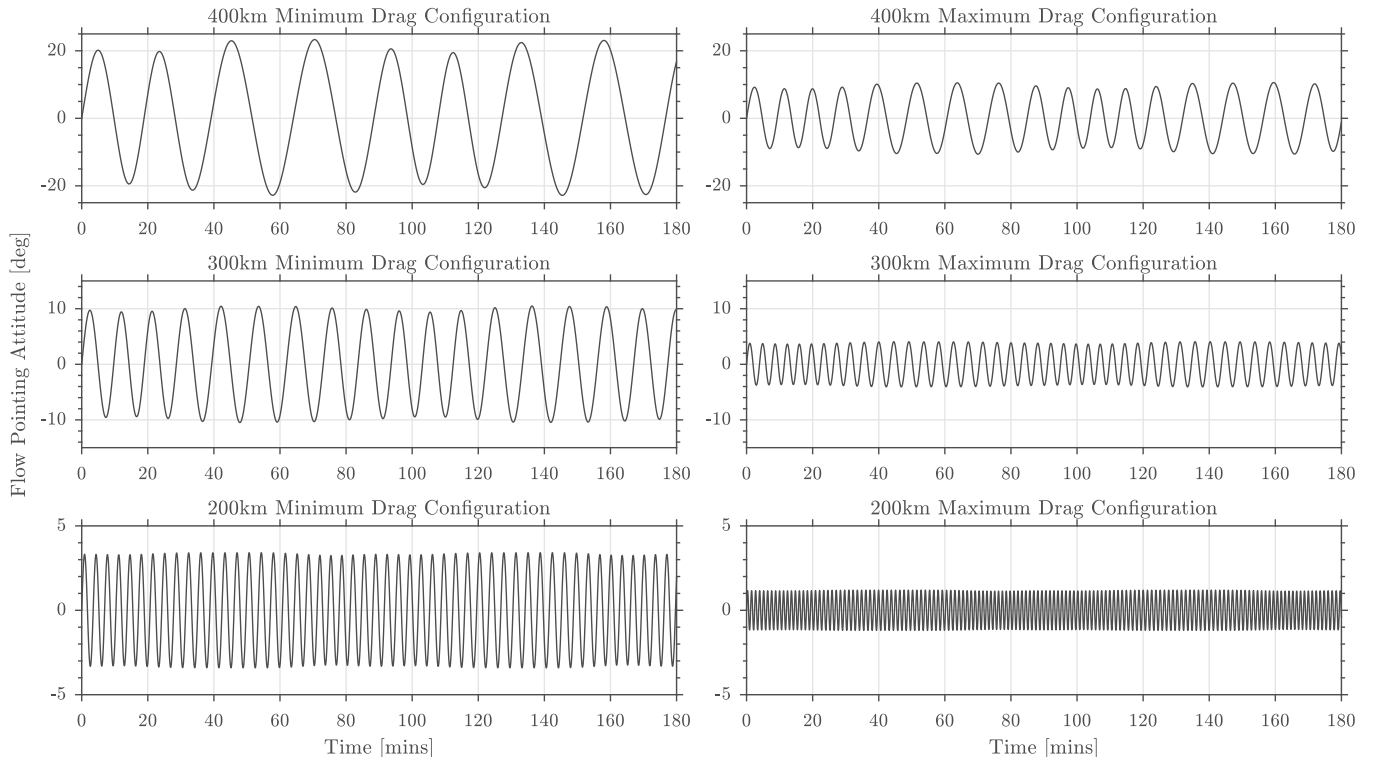 400km Minimum Drag Configuration
400km Maximum Drag Configuration
20
0
-20
0 20 40 60 80 100 120 140 160 180
20
0
-20
0 20 40 60 80 100 120 140 160 180
Flow Pointing Attitude [deg]
300km Minimum Drag Configuration
300km Maximum Drag Configuration
10
0
-10
0 20 40 60 80 100 120 140 160 180
10
0
-10
0 20 40 60 80 100 120 140 160 180
200km Minimum Drag Configuration
200km Maximum Drag Configuration
5
0
-5
0 20 40 60 80 100 120 140 160 180
Time [mins]
5
0
-5
0 20 40 60 80 100 120 140 160 180
Time [mins]